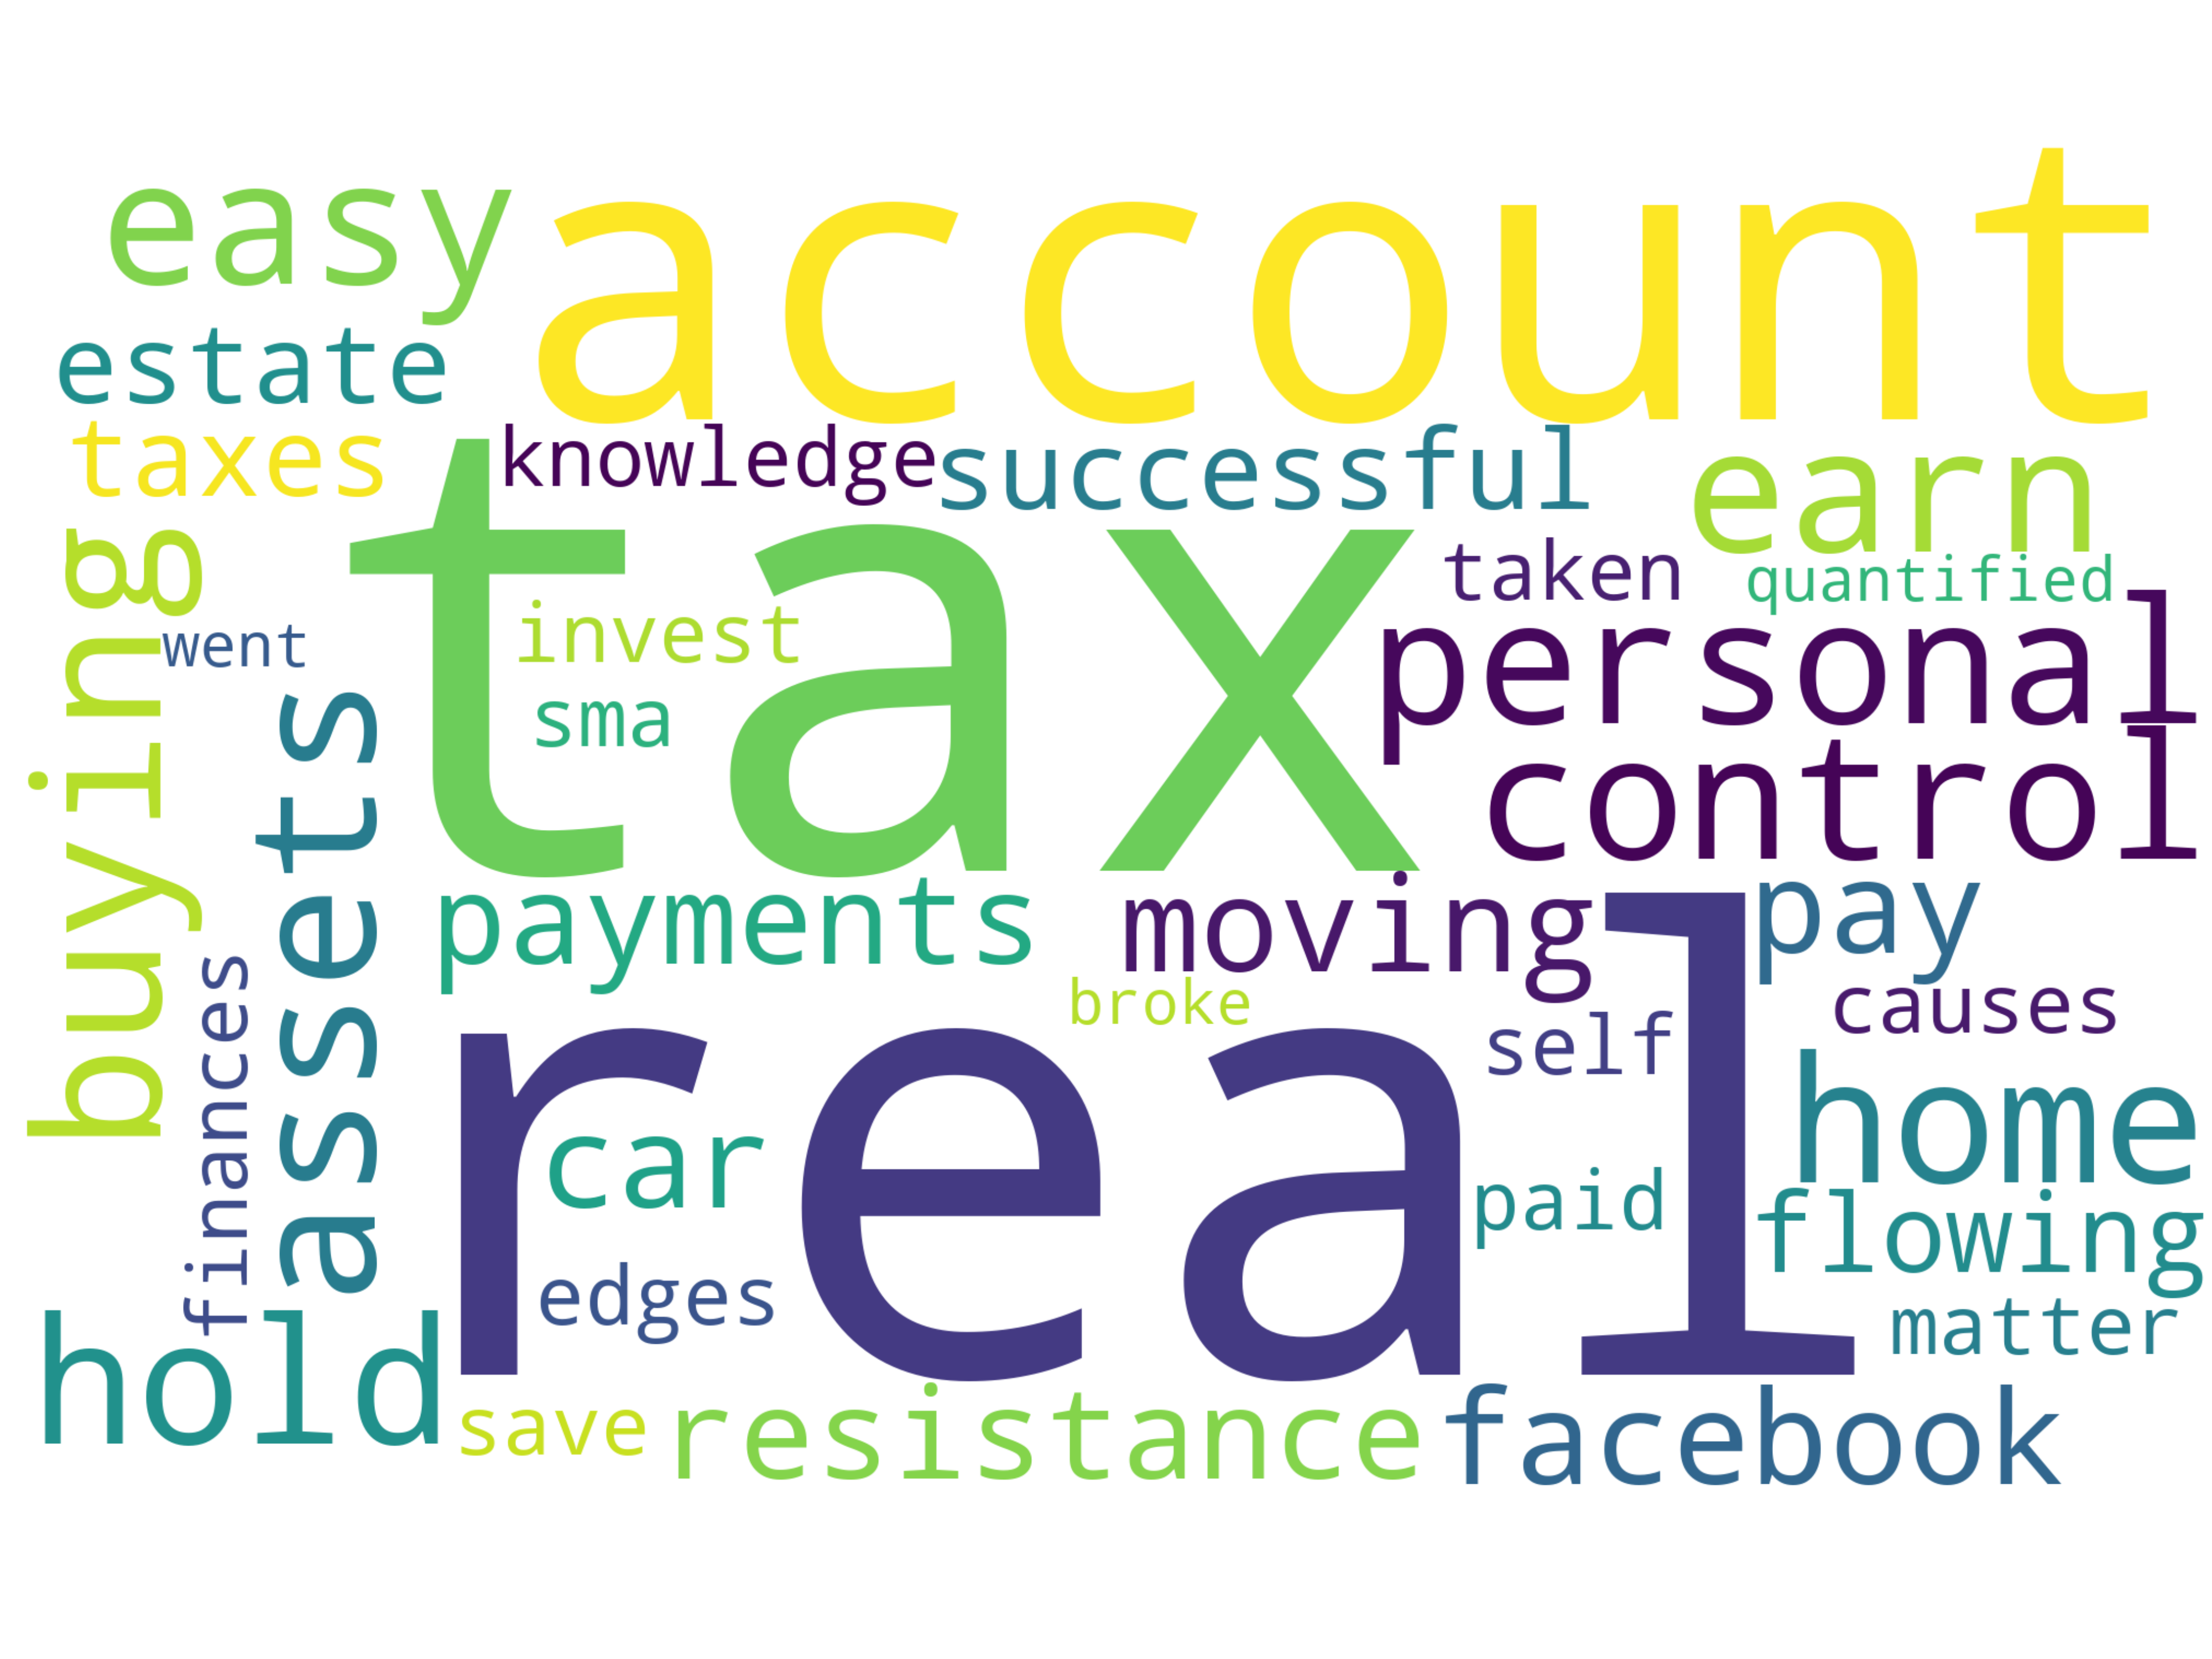 easy
account
estate
taxes
knowledge
successful
earn
taken
quantified
tax
buying
went
invest
personal
assets
sma
control
payments
moving
pay
broke
causes
finances
self
real
home
car
paid
flowing
edges
matter
hold
save
resistance
facebook